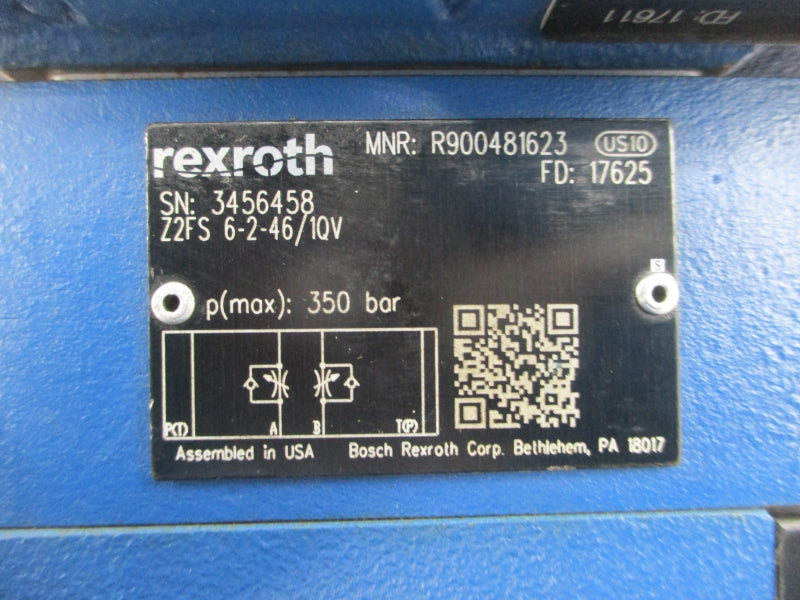 FD: 17611
rexroth
MNR: R900481623 US10
FD: 17625
SN: 3456458
Z2FS 6-2-46/1QV
S
p(max): 350 bar
P(T) A B T(P)
Assembled in USA Bosch Rexroth Corp. Bethlehem, PA 18017